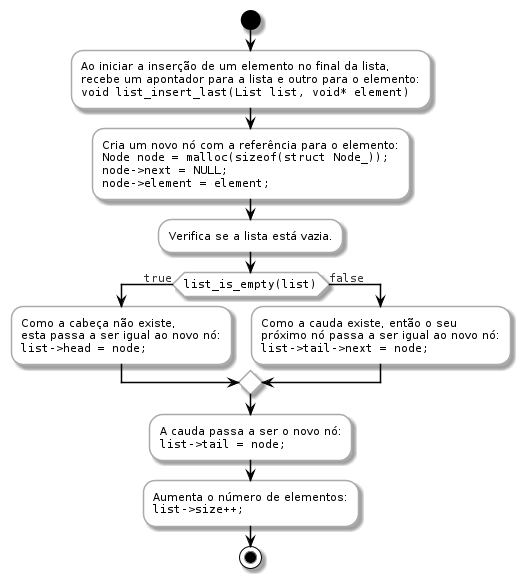 Ao iniciar a inserção de um elemento no final da lista,
recebe um apontador para a lista e outro para o elemento:
void list_insert_last(List list, void* element)
Cria um novo nó com a referência para o elemento:
Node node = malloc(sizeof(struct Node_));
node->next = NULL;
node->element = element;
Verifica se a lista está vazia.
true
list_is_empty(list)
false
Como a cabeça não existe,
esta passa a ser igual ao novo nó:
list->head = node;
Como a cauda existe, então o seu
próximo nó passa a ser igual ao novo nó:
list->tail->next = node;
A cauda passa a ser o novo nó:
list->tail = node;
Aumenta o número de elementos:
list->size++;